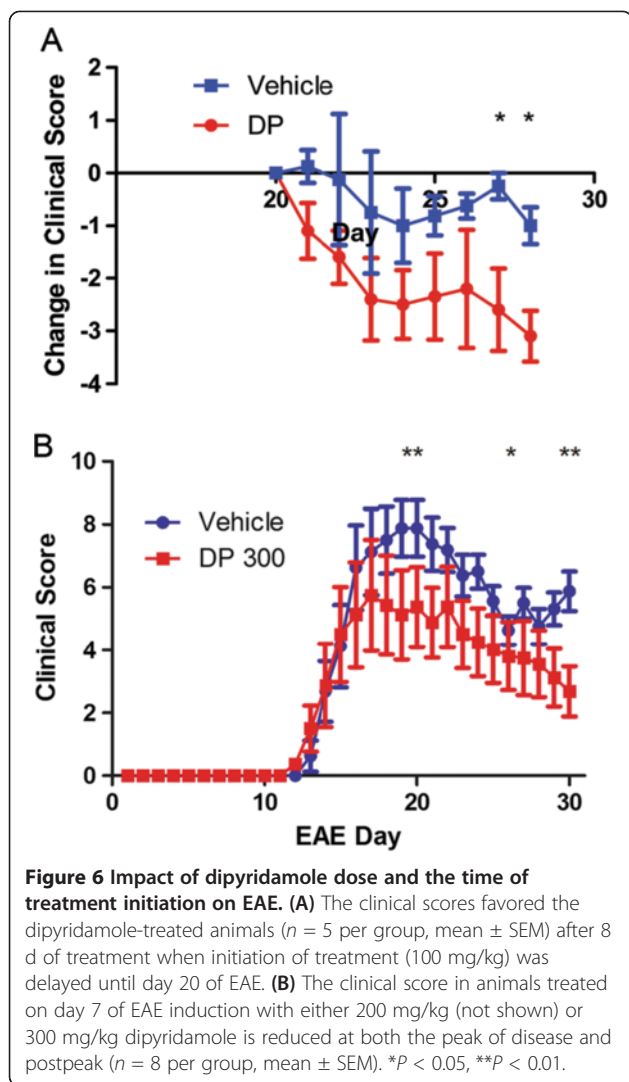 A
2
Vehicle
1
DP
* *
0
20
25
30
-1
Day
-2
-3
-4
Change in Clinical Score
B
10
** * **
8
Vehicle
DP 300
6
4
2
0
Clinical Score
0 10 20 30
EAE Day
Figure 6 Impact of dipyridamole dose and the time of
treatment initiation on EAE. (A) The clinical scores favored the
dipyridamole-treated animals (n = 5 per group, mean ± SEM) after 8
d of treatment when initiation of treatment (100 mg/kg) was
delayed until day 20 of EAE. (B) The clinical score in animals treated
on day 7 of EAE induction with either 200 mg/kg (not shown) or
300 mg/kg dipyridamole is reduced at both the peak of disease and
postpeak (n = 8 per group, mean ± SEM). *P < 0.05, **P < 0.01.